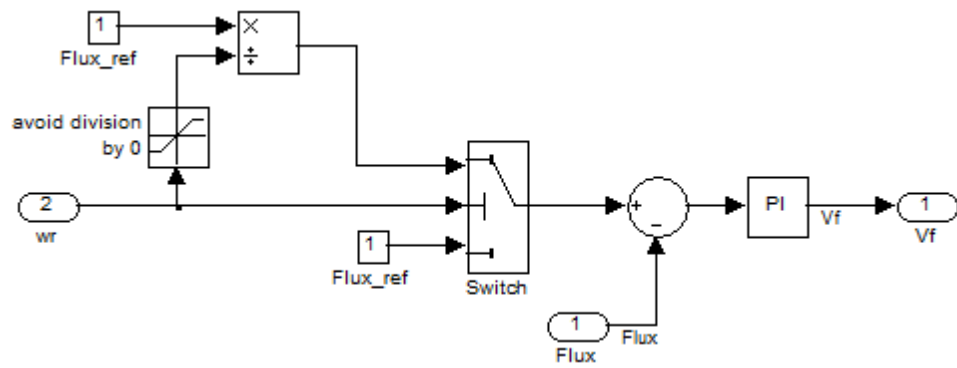 1
Flux_ref
×
÷
avoid division
by 0
2
wr
1
Flux_ref
Switch
+
−
PI
Vf
1
Vf
1
Flux
Flux